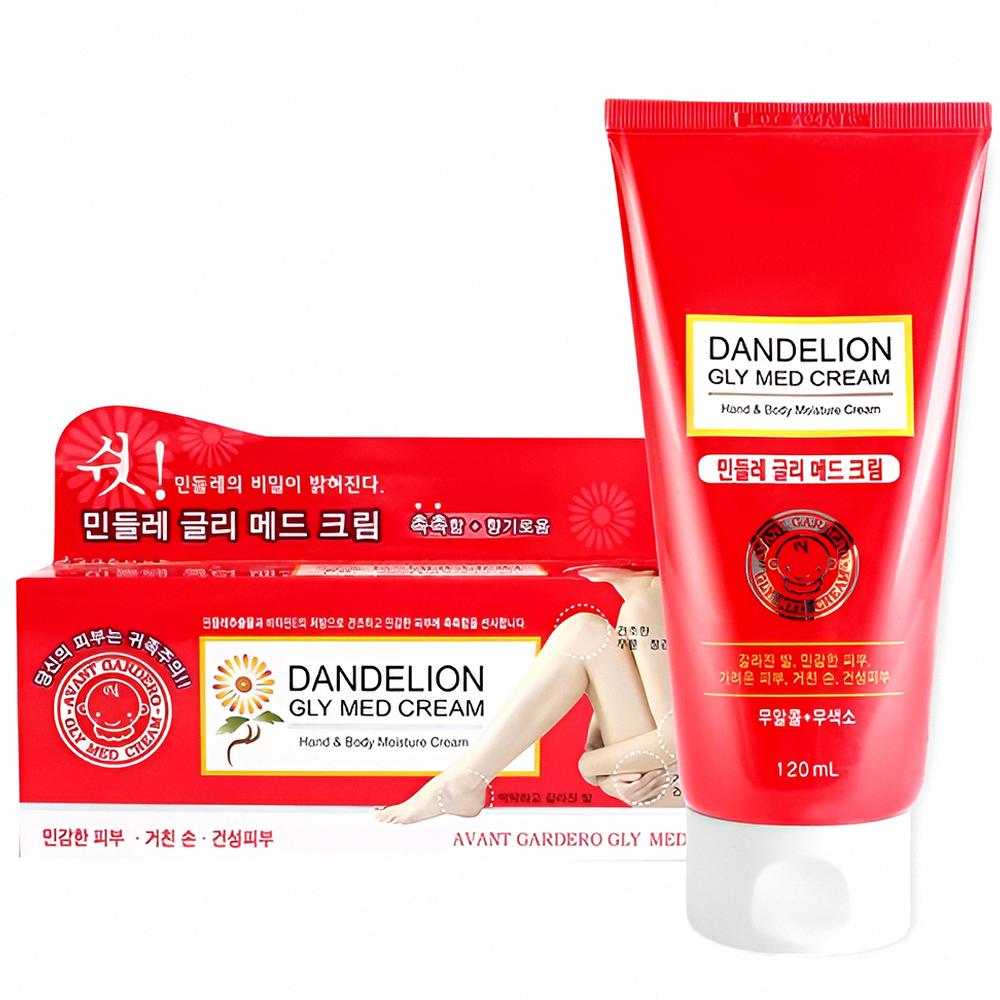 쉿!
민들레의 비밀이 밝혀진다.
민들레 글리 메드 크림
촉촉함 향기로움
당신의 피부는 귀족주의!!
AVANT GARDERO
GLY MED CREAM
DANDELION
GLY MED CREAM
Hand & Body Moisture Cream
민감한 피부 · 거친 손 · 건성피부
AVANT GARDERO GLY MED
DANDELION
GLY MED CREAM
Hand & Body Moisture Cream
민들레 글리 메드 크림
GLY MED CREAM
갈라진 발, 민감한 피부,
가려운 피부, 거친 손, 건성피부
무알콜·무색소
120 mL